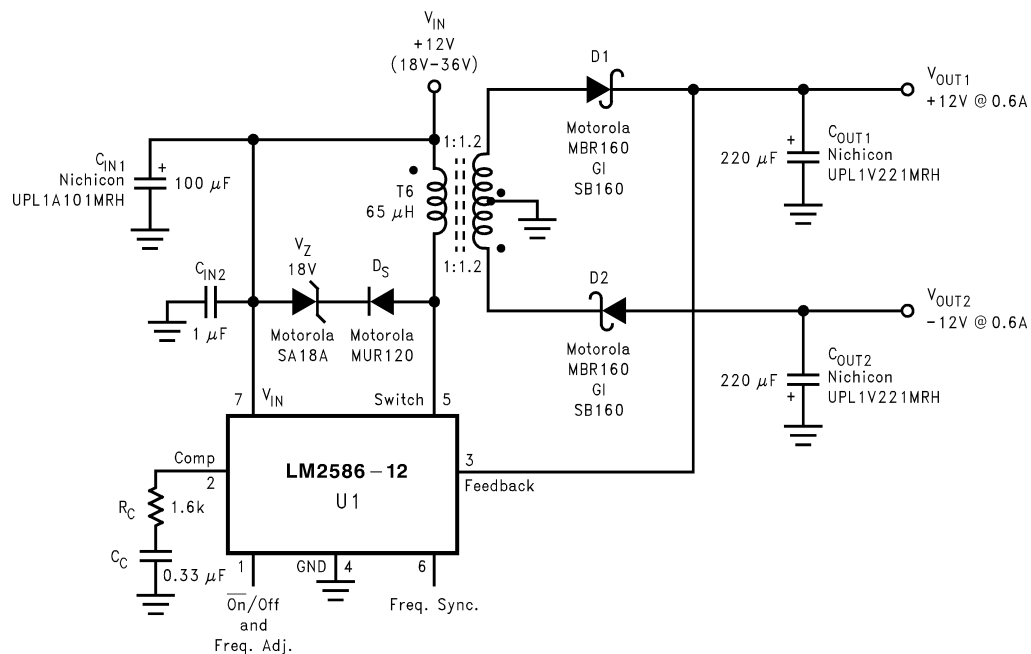 V_IN
+12V
(18V-36V)
D1
V_OUT1
+12V @ 0.6A
Motorola
MBR160
GI
SB160
C_IN1
Nichicon
UPL1A101MRH
+
100 μF
1:1.2
T6
65 μH
1:1.2
+
220 μF
C_OUT1
Nichicon
UPL1V221MRH
C_IN2
1 μF
V_Z
18V
Motorola
SA18A
D_S
Motorola
MUR120
D2
Motorola
MBR160
GI
SB160
V_OUT2
-12V @ 0.6A
220 μF
+
C_OUT2
Nichicon
UPL1V221MRH
7
V_IN
Switch
5
Comp
2
LM2586-12
U1
3
Feedback
R_C
1.6k
C_C
0.33 μF
1
GND
4
6
On/Off
and
Freq. Adj.
Freq. Sync.